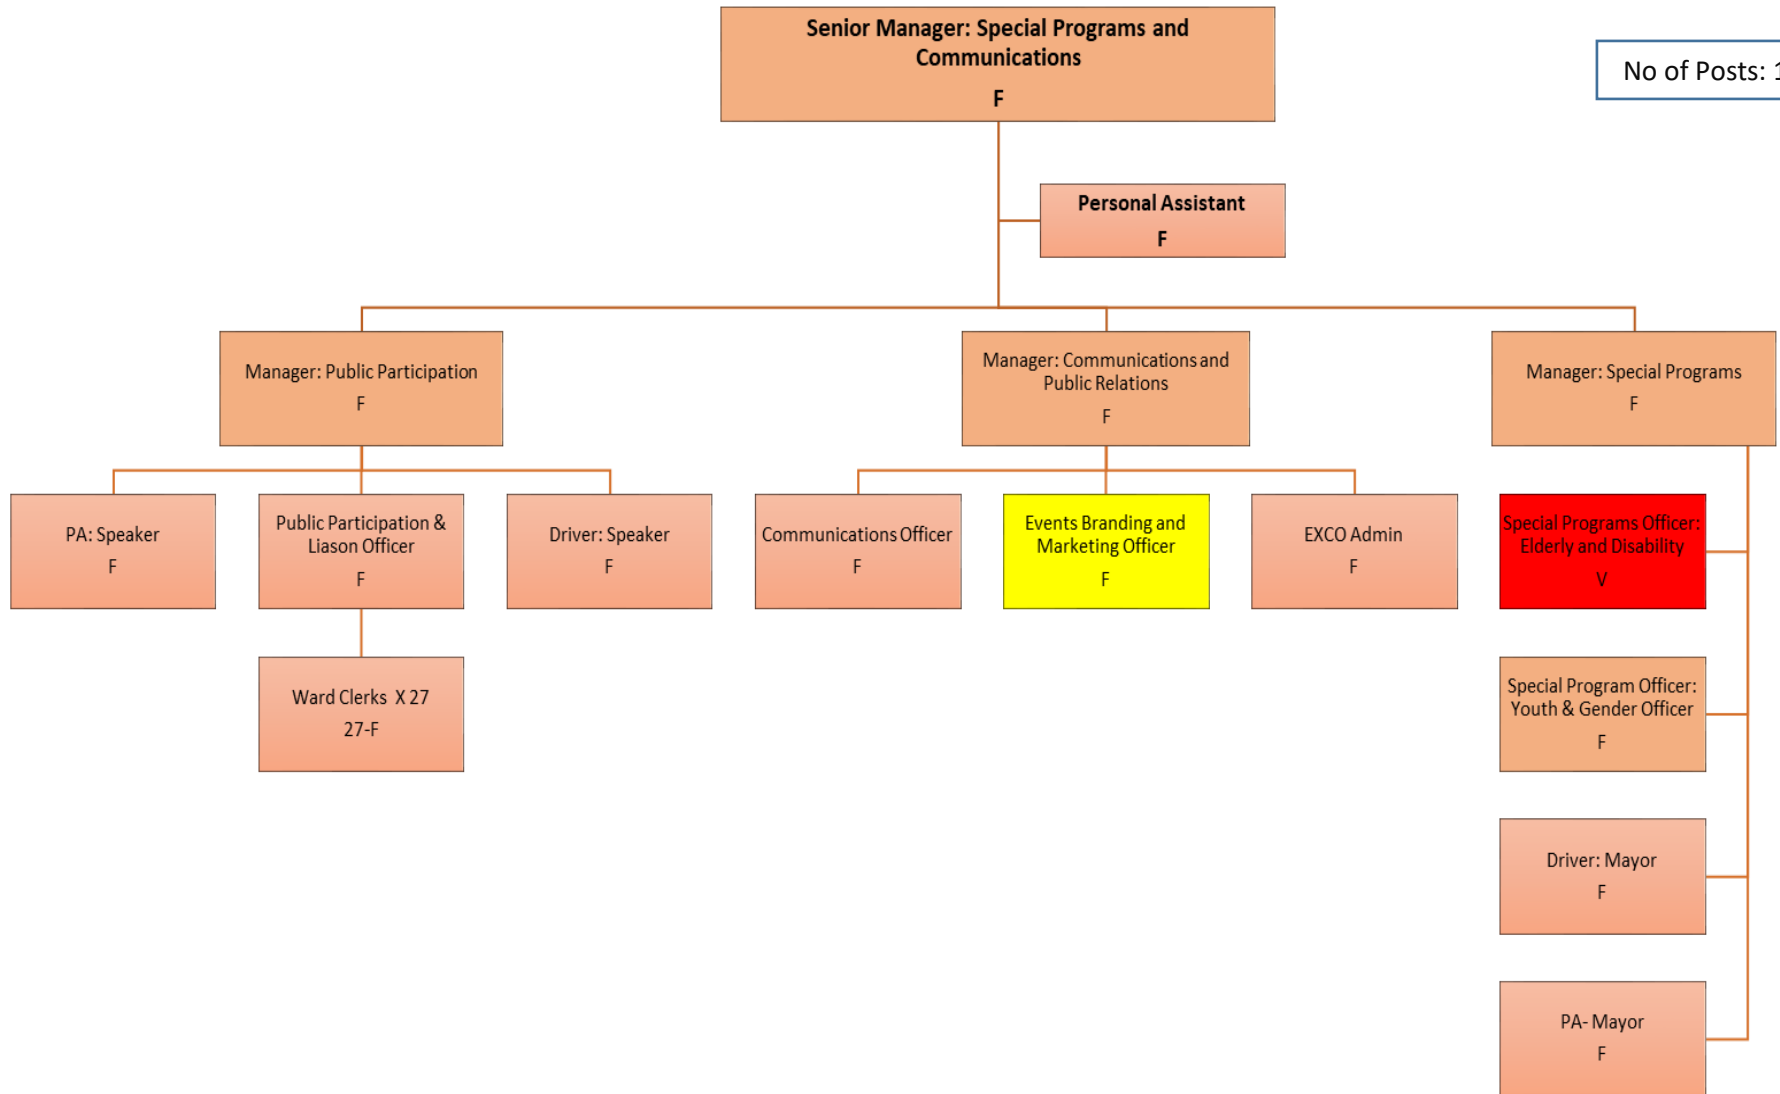 Senior Manager: Special Programs and
Communications
F
No of Posts: 1
Personal Assistant
F
Manager: Public Participation
F
Manager: Communications and
Public Relations
F
Manager: Special Programs
F
PA: Speaker
F
Public Participation &
Liason Officer
F
Driver: Speaker
F
Communications Officer
F
Events Branding and
Marketing Officer
F
EXCO Admin
F
Special Programs Officer:
Elderly and Disability
V
Ward Clerks X 27
27-F
Special Program Officer:
Youth & Gender Officer
F
Driver: Mayor
F
PA- Mayor
F